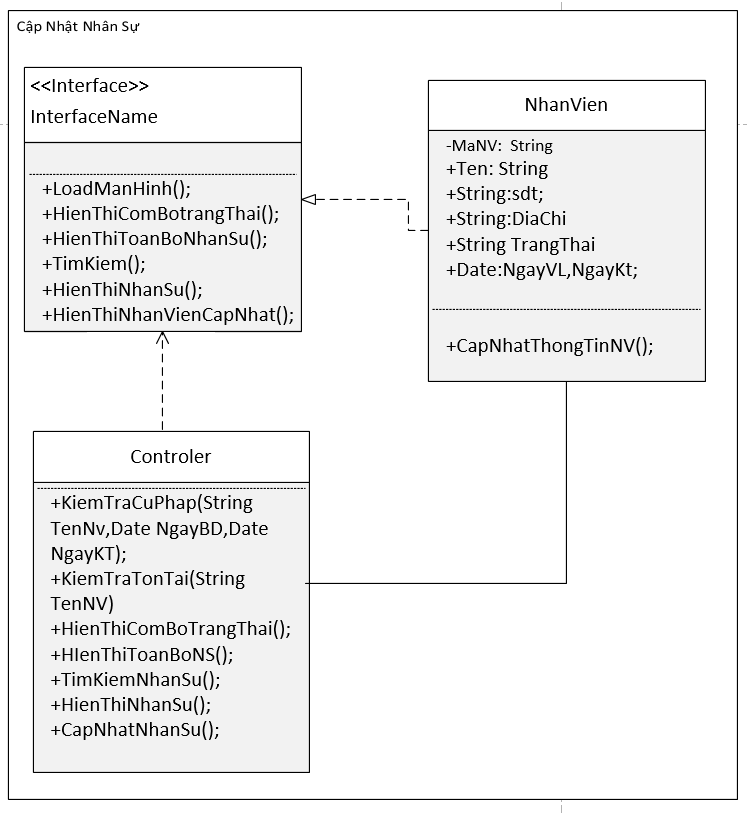 Cập Nhật Nhân Sự
<<Interface>>
InterfaceName
+LoadManHinh();
+HienThiComBotrangThai();
+HienThiToanBoNhanSu();
+TimKiem();
+HienThiNhanSu();
+HienThiNhanVienCapNhat();
NhanVien
-MaNV: String
+Ten: String
+String:sdt;
+String:DiaChi
+String TrangThai
+Date:NgayVL,NgayKt;
+CapNhatThongTinNV();
Controler
+KiemTraCuPhap(String
TenNv,Date NgayBD,Date
NgayKT);
+KiemTraTonTai(String
TenNV)
+HienThiComBoTrangThai();
+HIenThiToanBoNS();
+TimKiemNhanSu();
+HienThiNhanSu();
+CapNhatNhanSu();